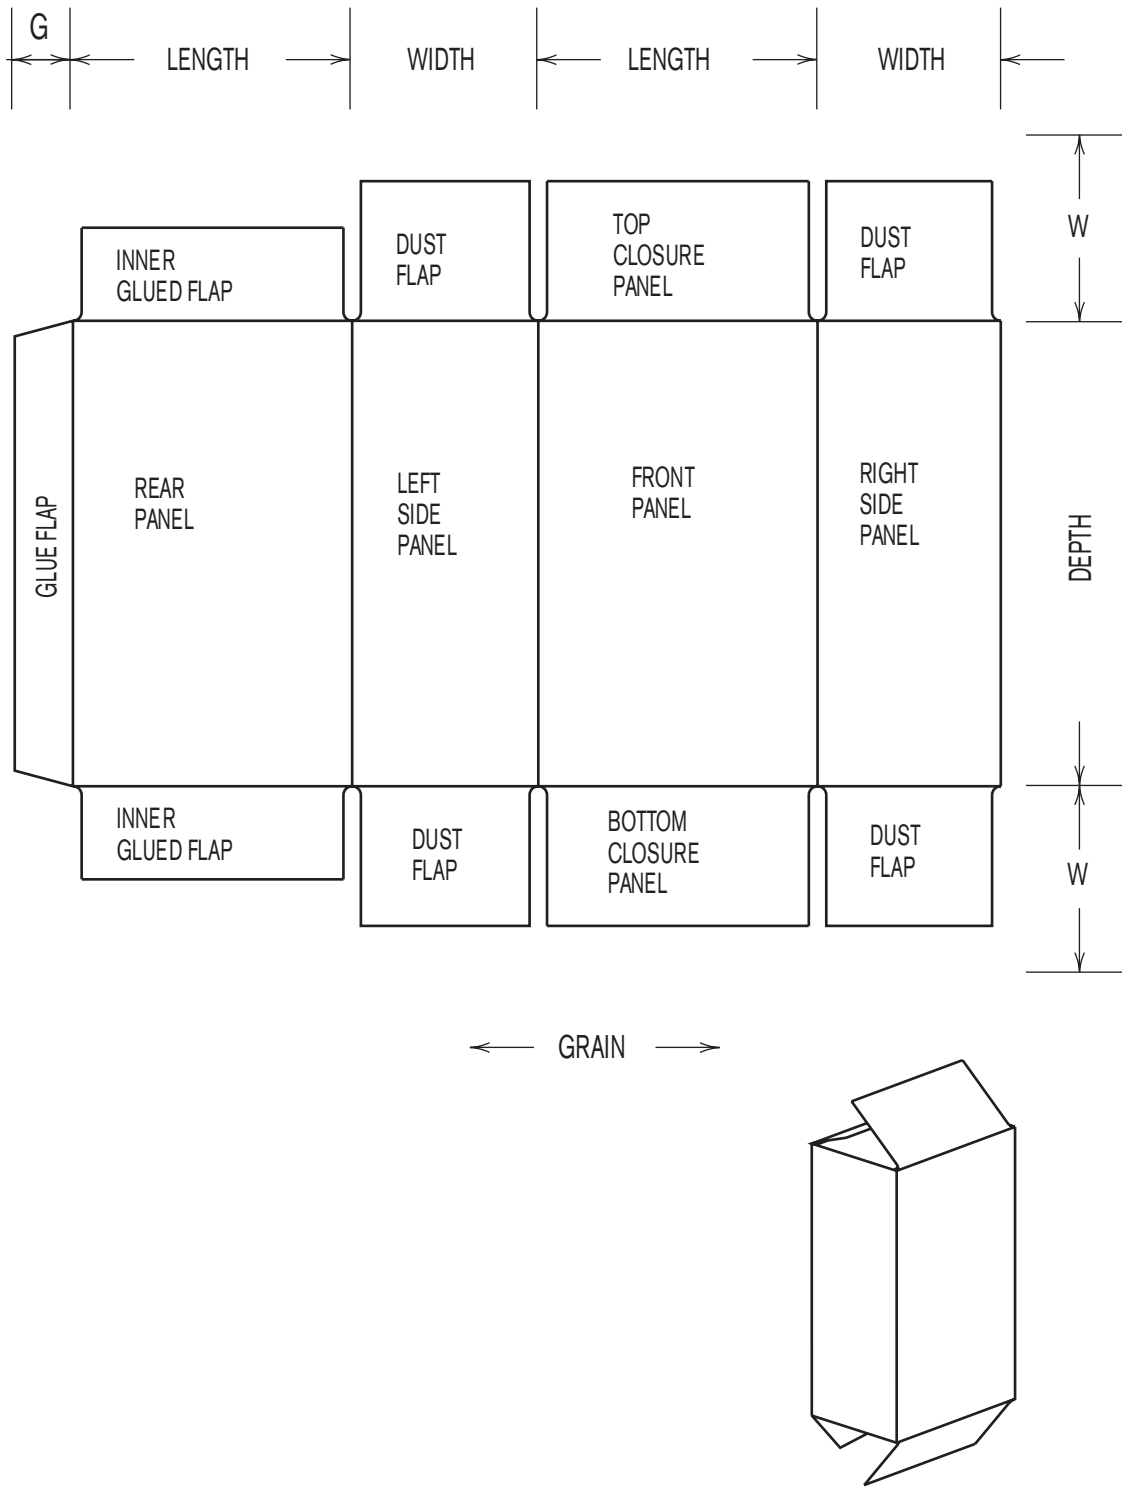 G
LENGTH
WIDTH
LENGTH
WIDTH
W
INNER
GLUED FLAP
DUST
FLAP
TOP
CLOSURE
PANEL
DUST
FLAP
GLUE FLAP
REAR
PANEL
LEFT
SIDE
PANEL
FRONT
PANEL
RIGHT
SIDE
PANEL
DEPTH
INNER
GLUED FLAP
DUST
FLAP
BOTTOM
CLOSURE
PANEL
DUST
FLAP
W
GRAIN